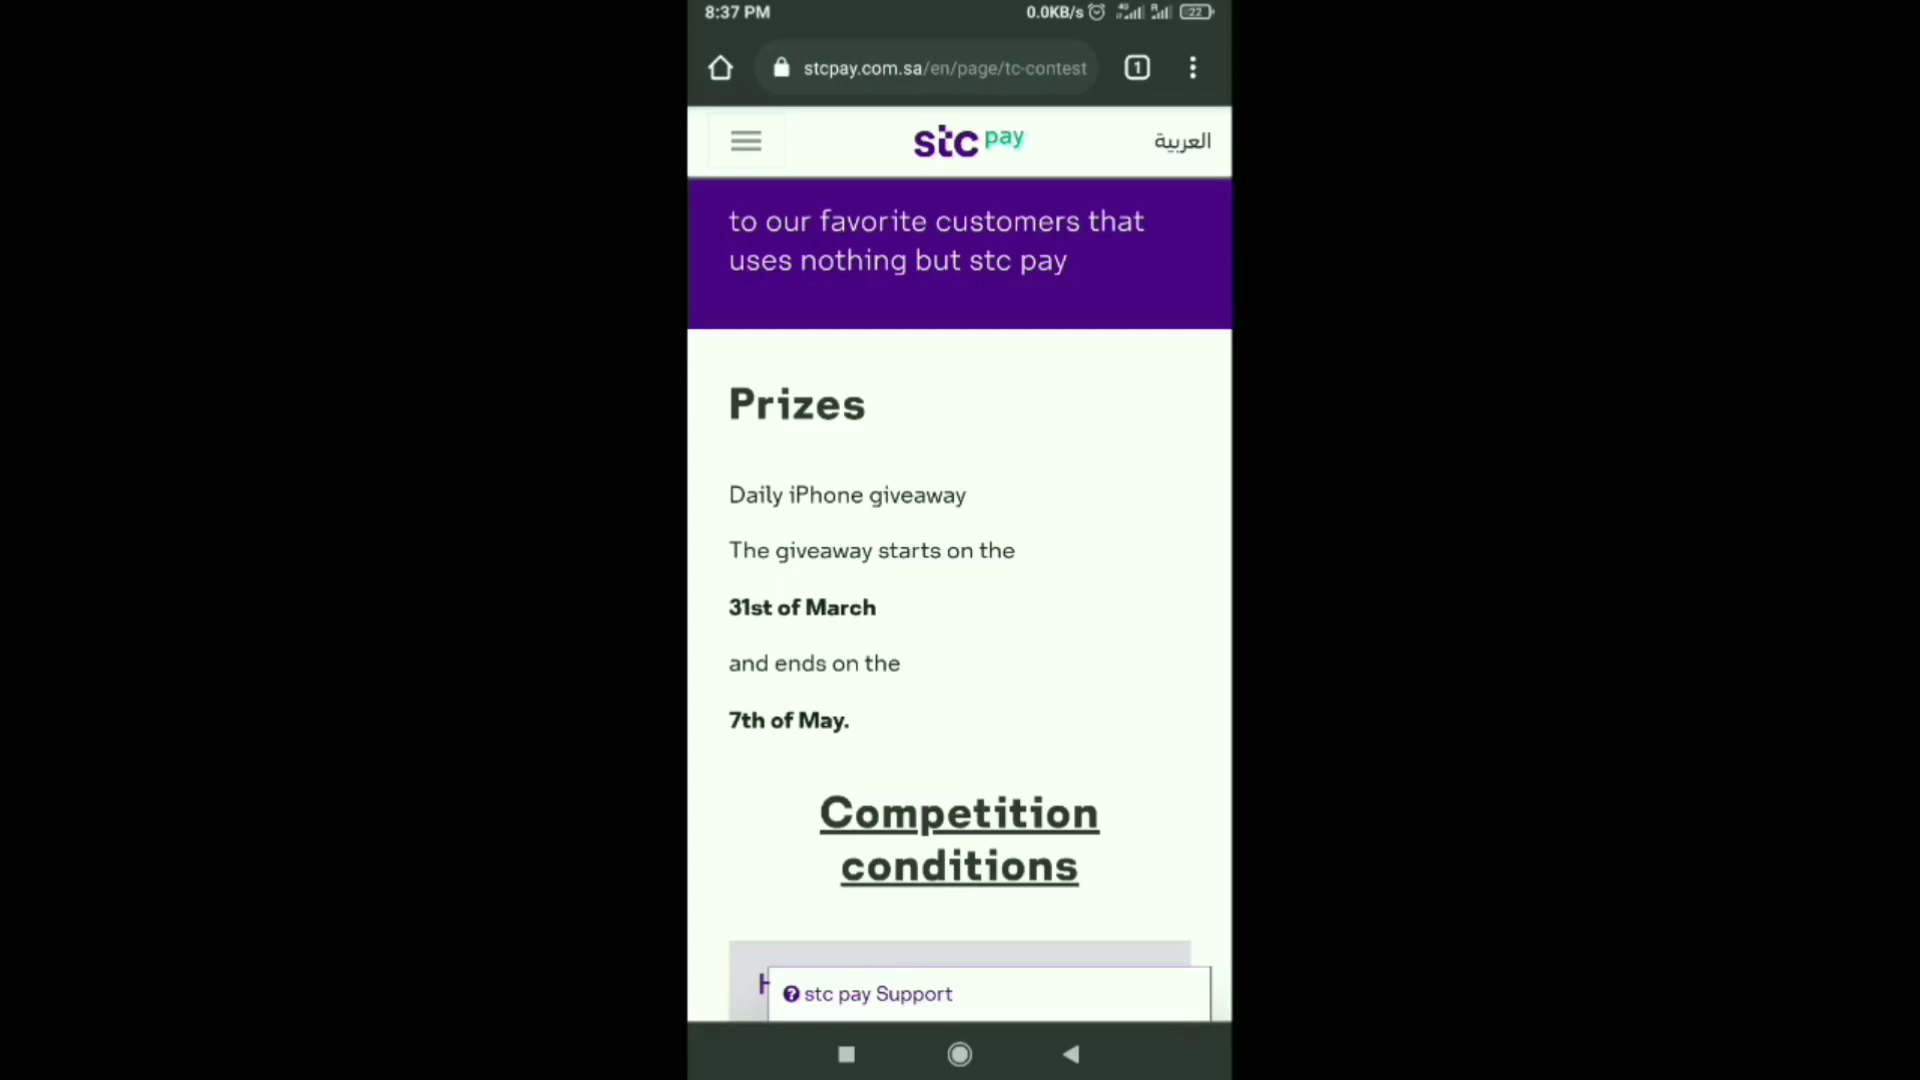 8:37 PM
0.0KB/s
22
stcpay.com.sa/en/page/tc-contest
1
stc pay
العربية
to our favorite customers that
uses nothing but stc pay
Prizes
Daily iPhone giveaway
The giveaway starts on the
31st of March
and ends on the
7th of May.
Competition
conditions
stc pay Support